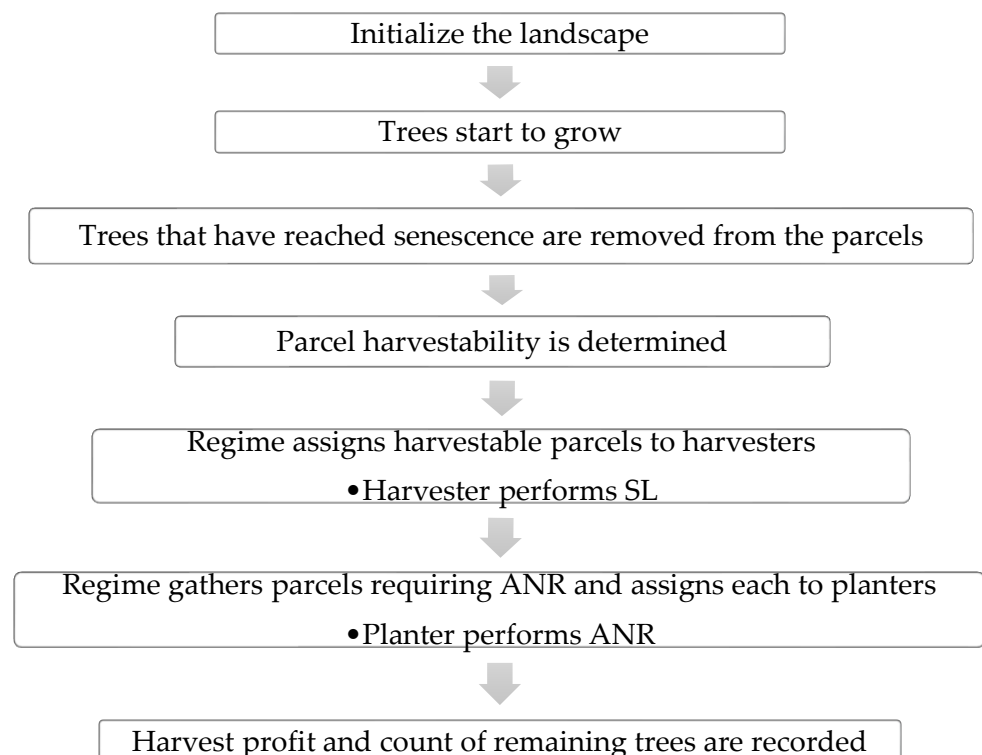 Initialize the landscape
Trees start to grow
Trees that have reached senescence are removed from the parcels
Parcel harvestability is determined
Regime assigns harvestable parcels to harvesters
•Harvester performs SL
Regime gathers parcels requiring ANR and assigns each to planters
•Planter performs ANR
Harvest profit and count of remaining trees are recorded